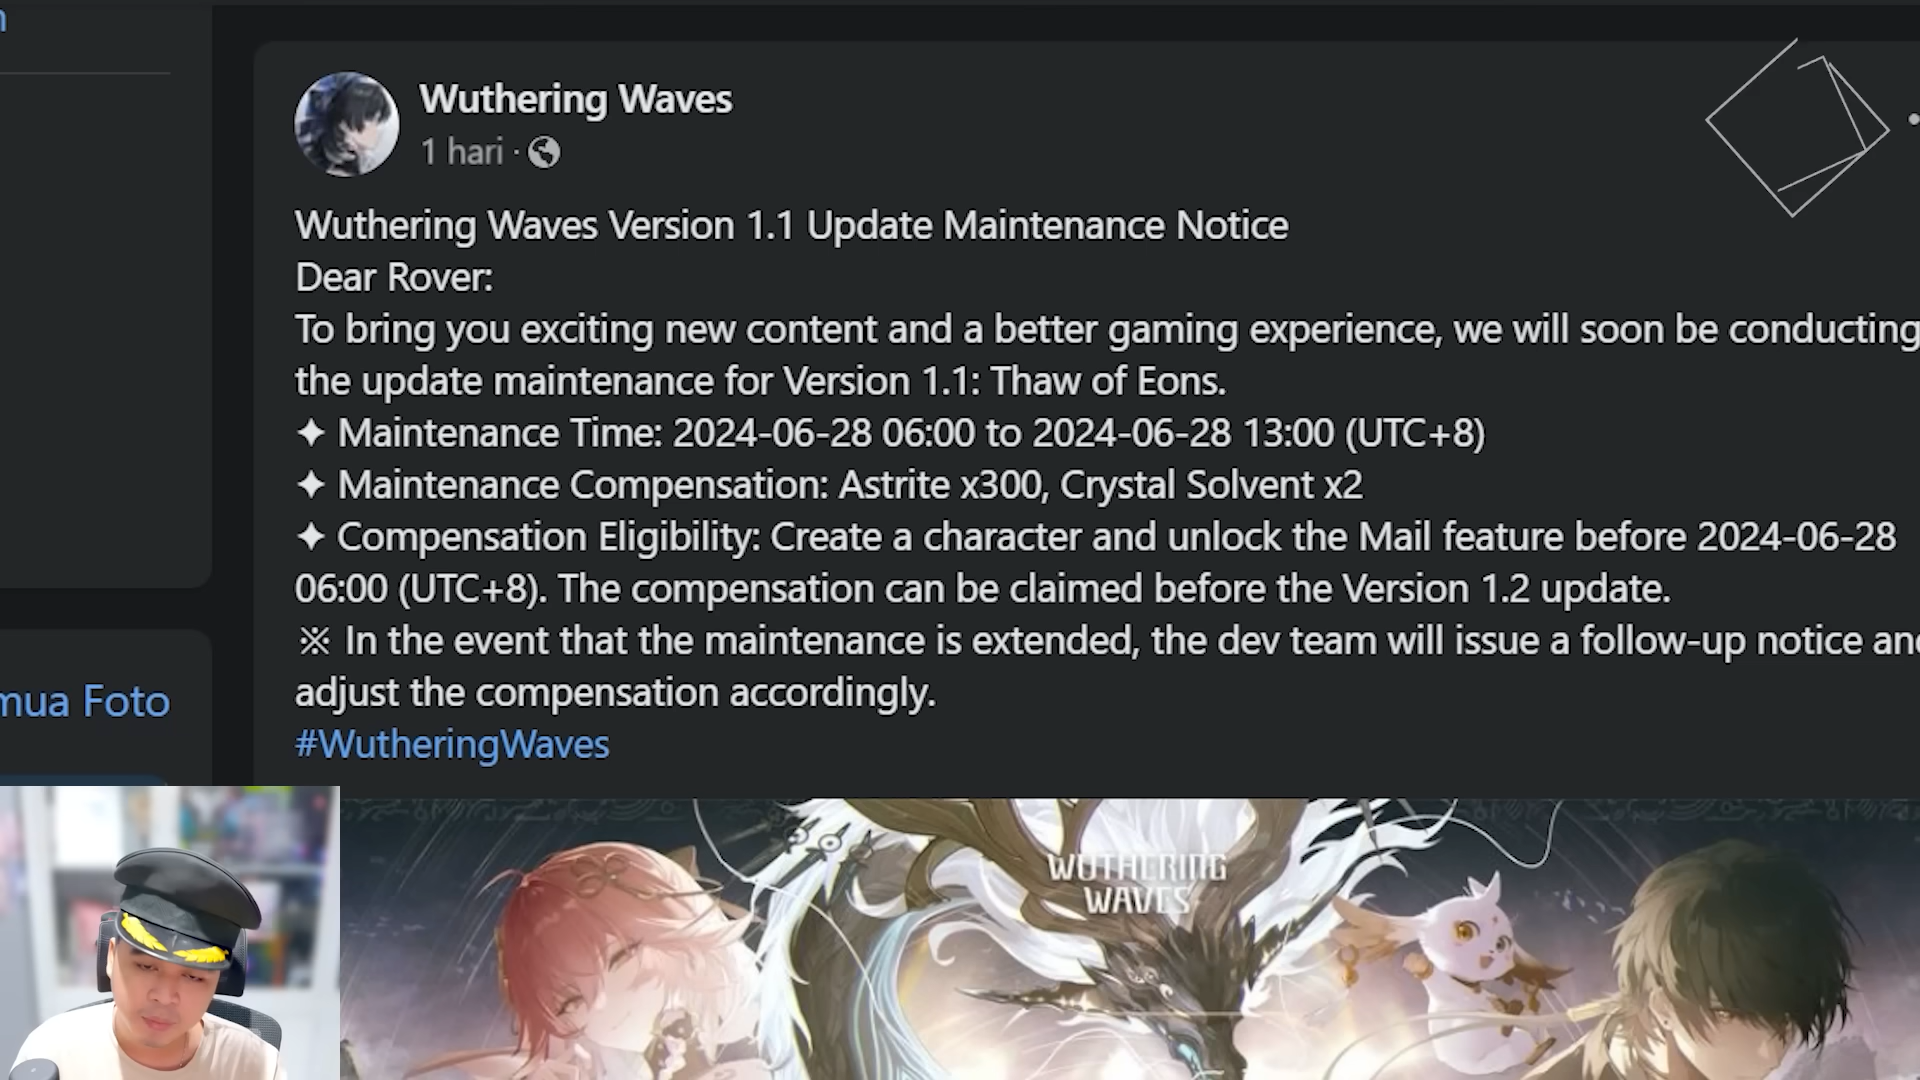 Wuthering Waves
1 hari ·
Wuthering Waves Version 1.1 Update Maintenance Notice
Dear Rover:
To bring you exciting new content and a better gaming experience, we will soon be conducting
the update maintenance for Version 1.1: Thaw of Eons.
✦ Maintenance Time: 2024-06-28 06:00 to 2024-06-28 13:00 (UTC+8)
✦ Maintenance Compensation: Astrite x300, Crystal Solvent x2
✦ Compensation Eligibility: Create a character and unlock the Mail feature before 2024-06-28
06:00 (UTC+8). The compensation can be claimed before the Version 1.2 update.
※ In the event that the maintenance is extended, the dev team will issue a follow-up notice an
adjust the compensation accordingly.
#WutheringWaves
mua Foto
WUTHERING
WAVES